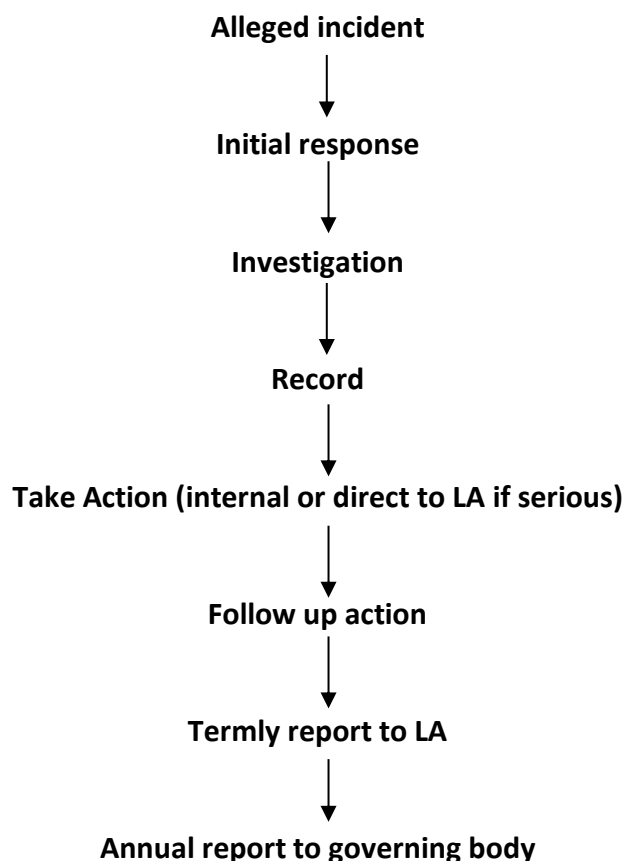 Alleged incident
Initial response
Investigation
Record
Take Action (internal or direct to LA if serious)
Follow up action
Termly report to LA
Annual report to governing body